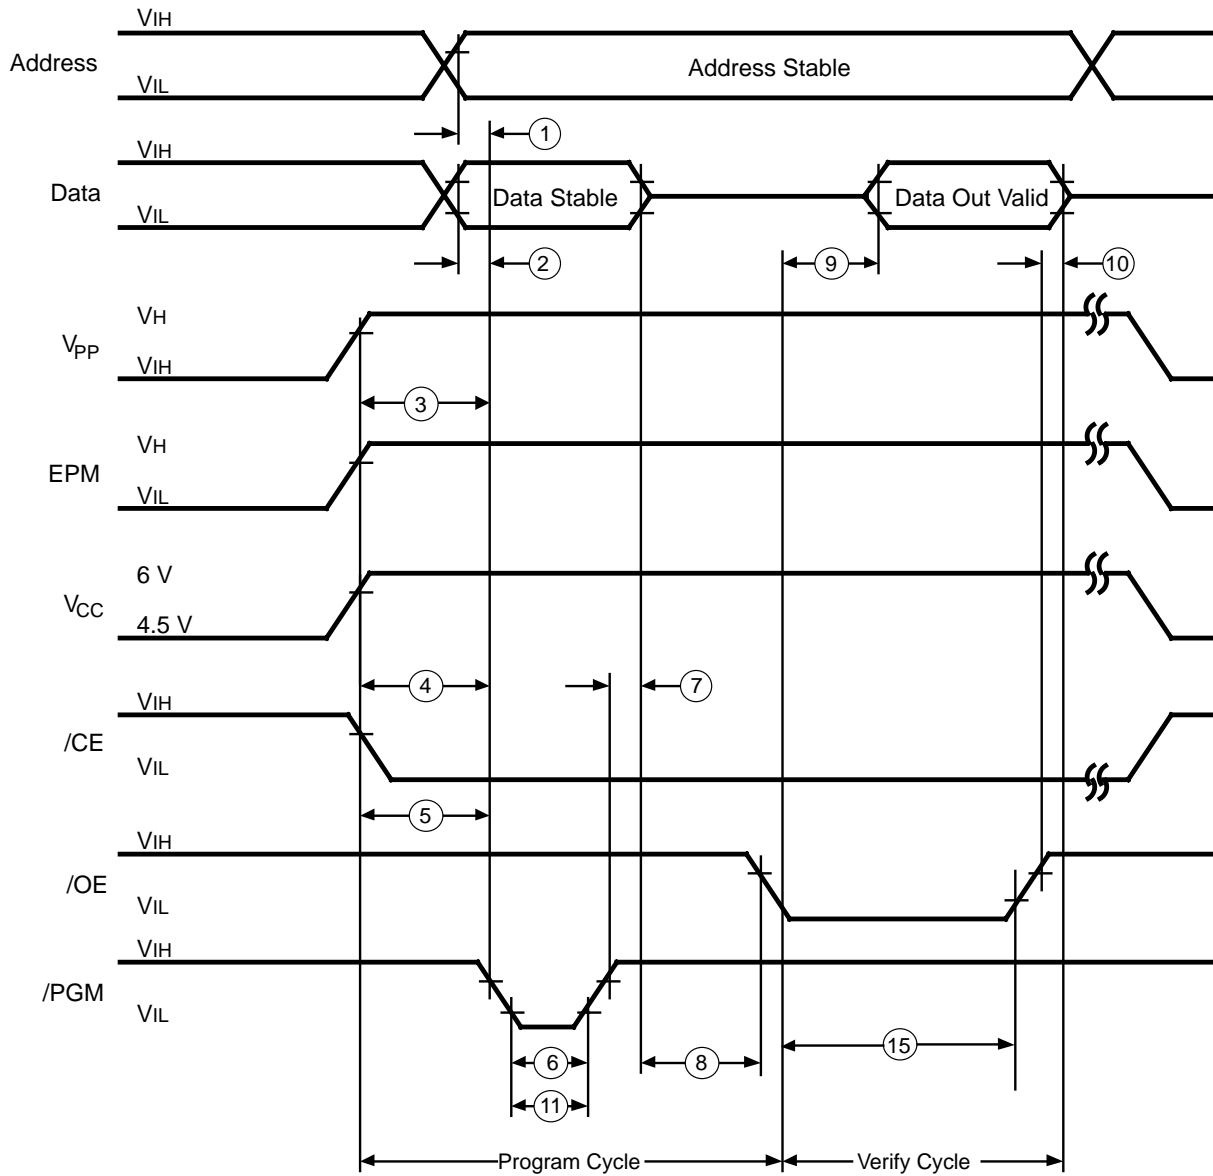 VIH
Address
Address Stable
VIL
1
VIH
Data
Data Stable
Data Out Valid
VIL
2
9
10
VH
VPP
VIH
3
VH
EPM
VIL
6 V
VCC
4.5 V
4
7
VIH
/CE
VIL
5
VIH
/OE
VIL
VIH
/PGM
VIL
6
8
15
11
Program Cycle
Verify Cycle